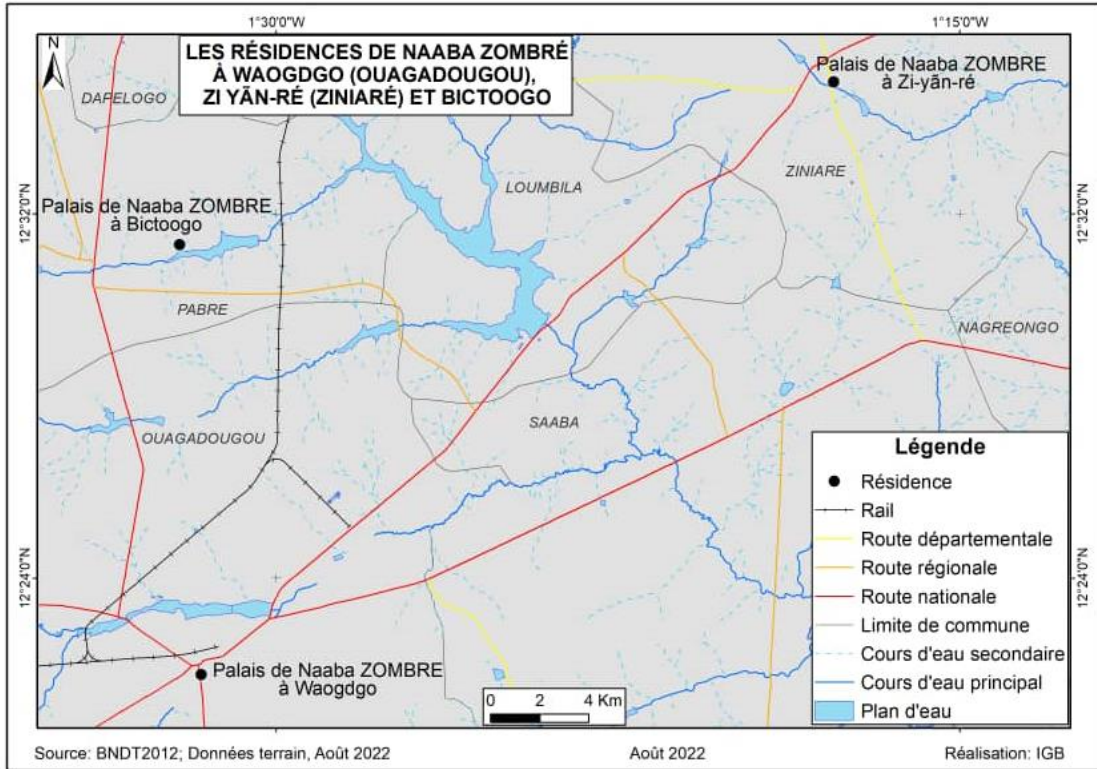 1°30'0"W
1°15'0"W
N
LES RÉSIDENCES DE NAABA ZOMBRÉ
À WAOGDGO (OUAGADOUGOU),
ZI YÃN-RÉ (ZINIARÉ) ET BICTOOGO
DAPELOGO
Palais de Naaba ZOMBRE
à Zi-yãn-ré
ZINIARE
LOUMBILA
12°32'0"N
12°32'0"N
Palais de Naaba ZOMBRE
à Bictoogo
PABRE
NAGREONGO
SAABA
OUAGADOUGOU
Légende
Résidence
Rail
Route départementale
Route régionale
Route nationale
Limite de commune
Cours d'eau secondaire
Cours d'eau principal
Plan d'eau
12°24'0"N
12°24'0"N
Palais de Naaba ZOMBRE
à Waogdgo
0 2 4 Km
Source: BNDT2012; Données terrain, Août 2022
Août 2022
Réalisation: IGB